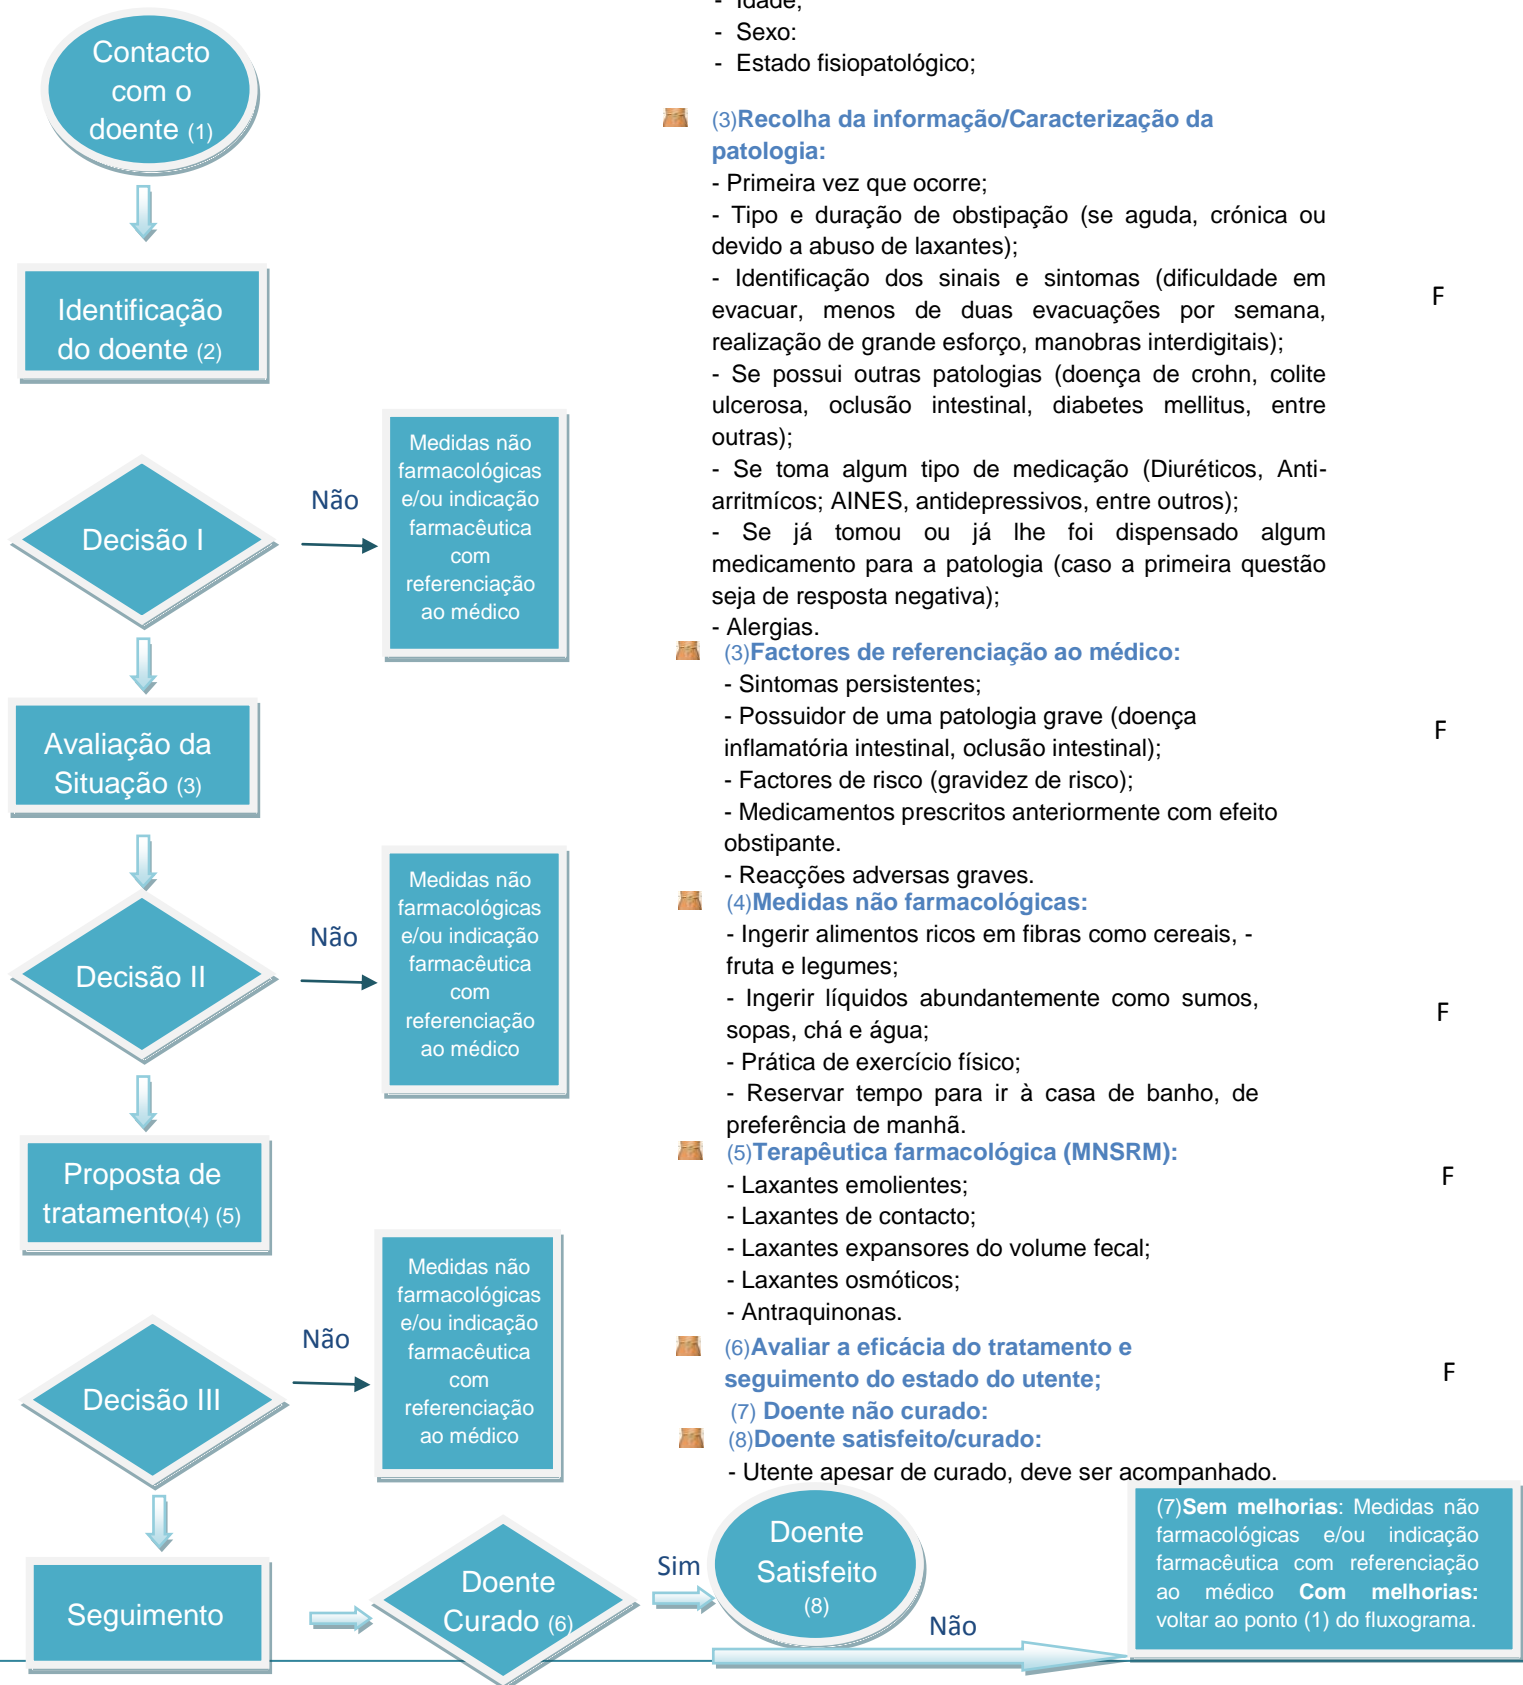 Contacto
com o
doente (1)
Identificação
do doente (2)
Decisão I
Não
Medidas não
farmacológicas
e/ou indicação
farmacêutica
com
referenciação
ao médico
Avaliação da
Situação (3)
Decisão II
Não
Medidas não
farmacológicas
e/ou indicação
farmacêutica
com
referenciação
ao médico
Proposta de
tratamento(4) (5)
Decisão III
Não
Medidas não
farmacológicas
e/ou indicação
farmacêutica
com
referenciação
ao médico
Seguimento
Doente
Curado (6)
Sim
Doente
Satisfeito
(8)
Não
(7)Sem melhorias: Medidas não
farmacológicas e/ou indicação
farmacêutica com referenciação
ao médico Com melhorias:
voltar ao ponto (1) do fluxograma.
- Idade;
- Sexo:
- Estado fisiopatológico;
(3)Recolha da informação/Caracterização da
patologia:
- Primeira vez que ocorre;
- Tipo e duração de obstipação (se aguda, crónica ou
devido a abuso de laxantes);
- Identificação dos sinais e sintomas (dificuldade em
evacuar, menos de duas evacuações por semana,
realização de grande esforço, manobras interdigitais);
- Se possui outras patologias (doença de crohn, colite
ulcerosa, oclusão intestinal, diabetes mellitus, entre
outras);
- Se toma algum tipo de medicação (Diuréticos, Anti-
arritmícos; AINES, antidepressivos, entre outros);
- Se já tomou ou já lhe foi dispensado algum
medicamento para a patologia (caso a primeira questão
seja de resposta negativa);
- Alergias.
(3)Factores de referenciação ao médico:
- Sintomas persistentes;
- Possuidor de uma patologia grave (doença
inflamatória intestinal, oclusão intestinal);
- Factores de risco (gravidez de risco);
- Medicamentos prescritos anteriormente com efeito
obstipante.
- Reacções adversas graves.
(4)Medidas não farmacológicas:
- Ingerir alimentos ricos em fibras como cereais, -
fruta e legumes;
- Ingerir líquidos abundantemente como sumos,
sopas, chá e água;
- Prática de exercício físico;
- Reservar tempo para ir à casa de banho, de
preferência de manhã.
(5)Terapêutica farmacológica (MNSRM):
- Laxantes emolientes;
- Laxantes de contacto;
- Laxantes expansores do volume fecal;
- Laxantes osmóticos;
- Antraquinonas.
(6)Avaliar a eficácia do tratamento e
seguimento do estado do utente;
(7) Doente não curado:
(8)Doente satisfeito/curado:
- Utente apesar de curado, deve ser acompanhado.
F
F
F
F
F